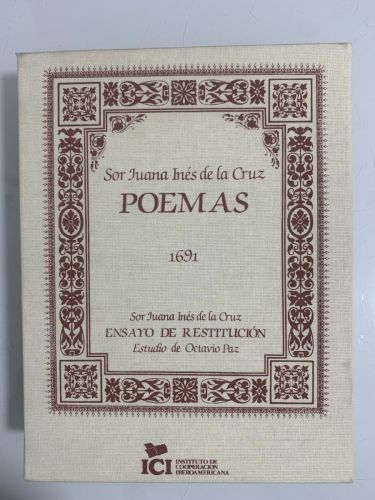 Sor Juana Inés de la Cruz
POEMAS
1691
Sor Juana Inés de la Cruz
ENSAYO DE RESTITUCIÓN
Estudio de Octavio Paz
ICI
INSTITUTO DE
COOPERACION
IBEROAMERICANA